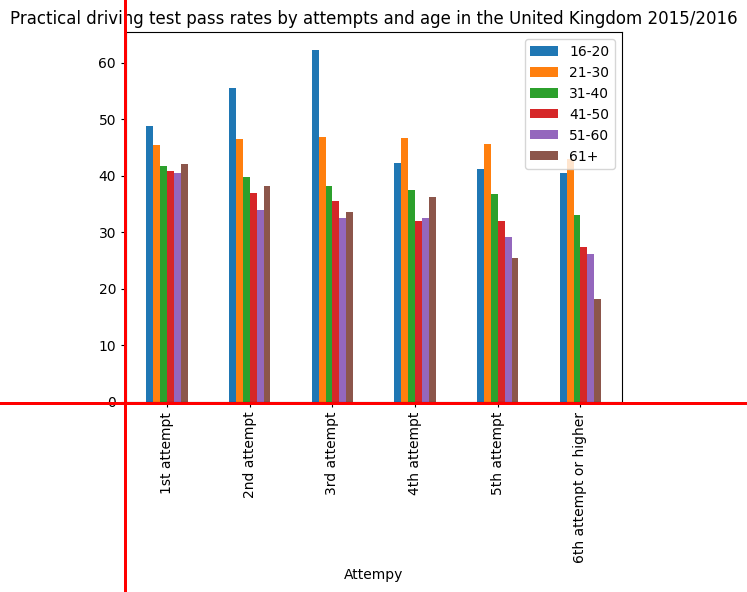 Practical driving test pass rates by attempts and age in the United Kingdom 2015/2016
60
50
40
30
20
10
0
16-20
21-30
31-40
41-50
51-60
61+
1st attempt
2nd attempt
3rd attempt
4th attempt
5th attempt
6th attempt or higher
Attempy